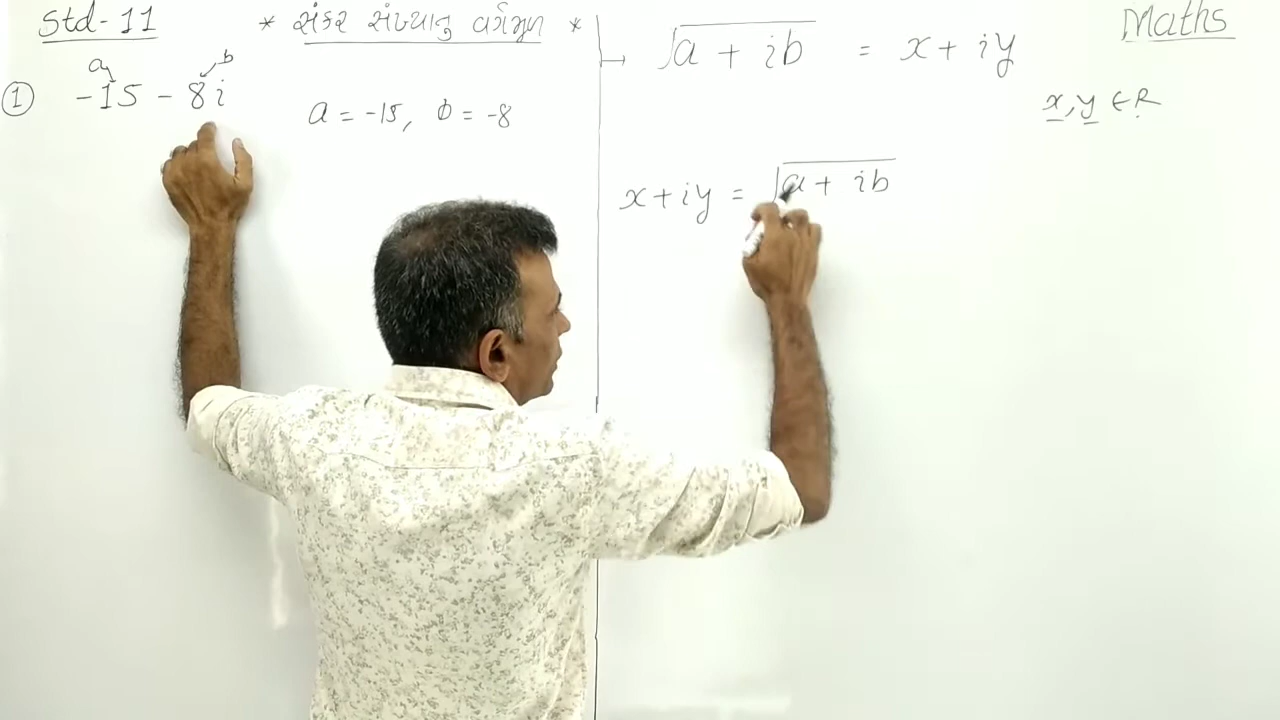 Std-11
* સંકર સંખ્યાનું વર્ગમૂળ *
Maths
a b
① -15 - 8i
a = -15, b = -8
→ √(a + ib) = x + iy
x, y ∈ R
x + iy = √(a + ib)